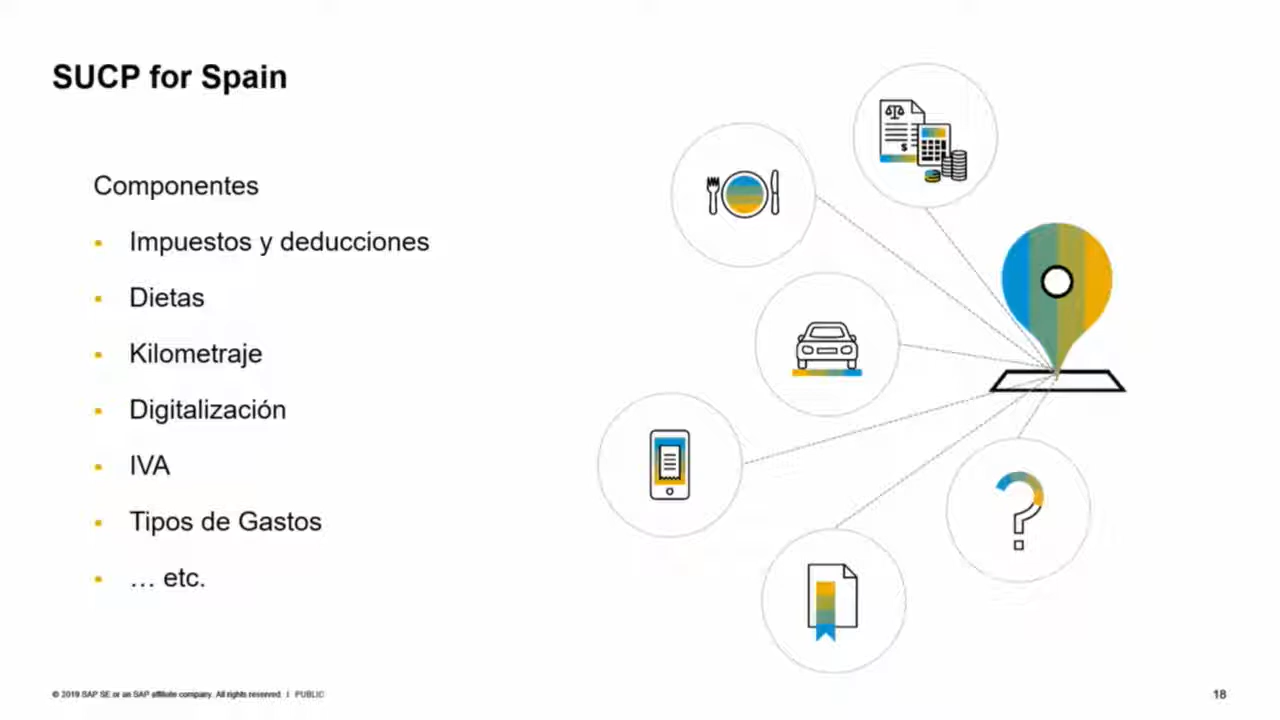 SUCP for Spain
Componentes
▪ Impuestos y deducciones
▪ Dietas
▪ Kilometraje
▪ Digitalización
▪ IVA
▪ Tipos de Gastos
▪ … etc.
$
© 2019 SAP SE or an SAP affiliate company. All rights reserved. | PUBLIC
18